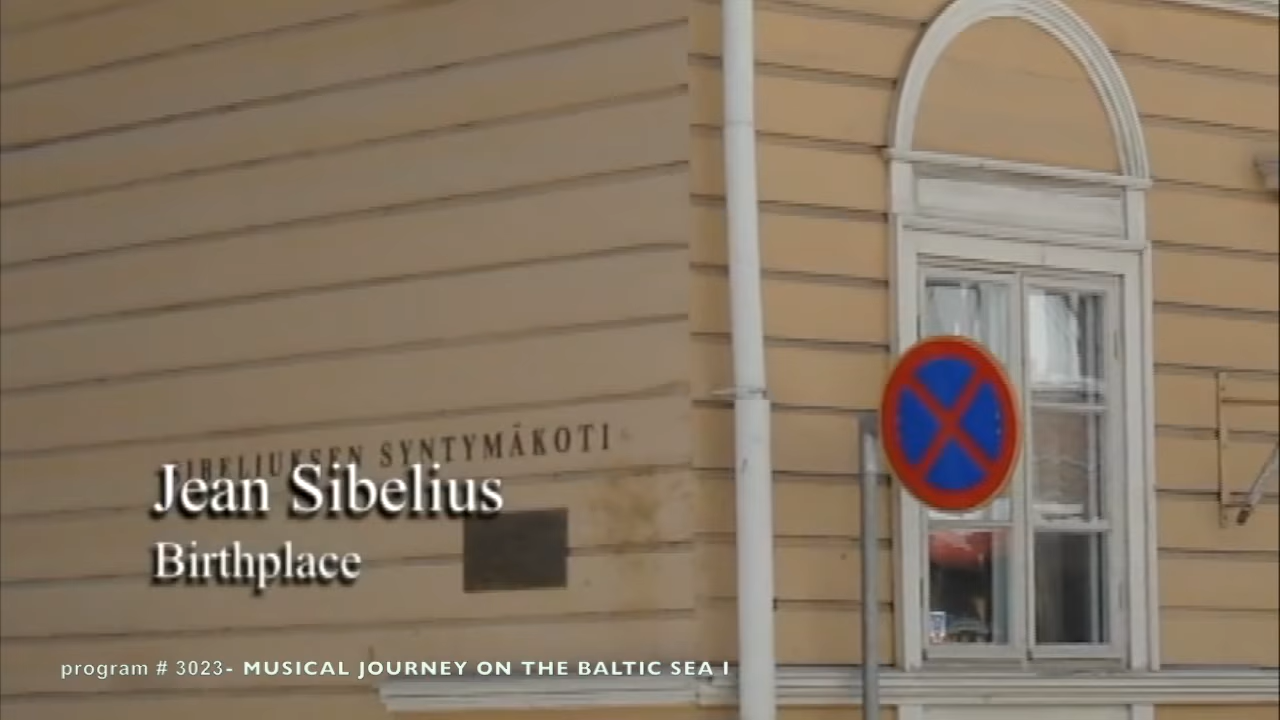 SIBELIUKSEN SYNTYMÄKOTI
Jean Sibelius
Birthplace
program # 3023- MUSICAL JOURNEY ON THE BALTIC SEA I